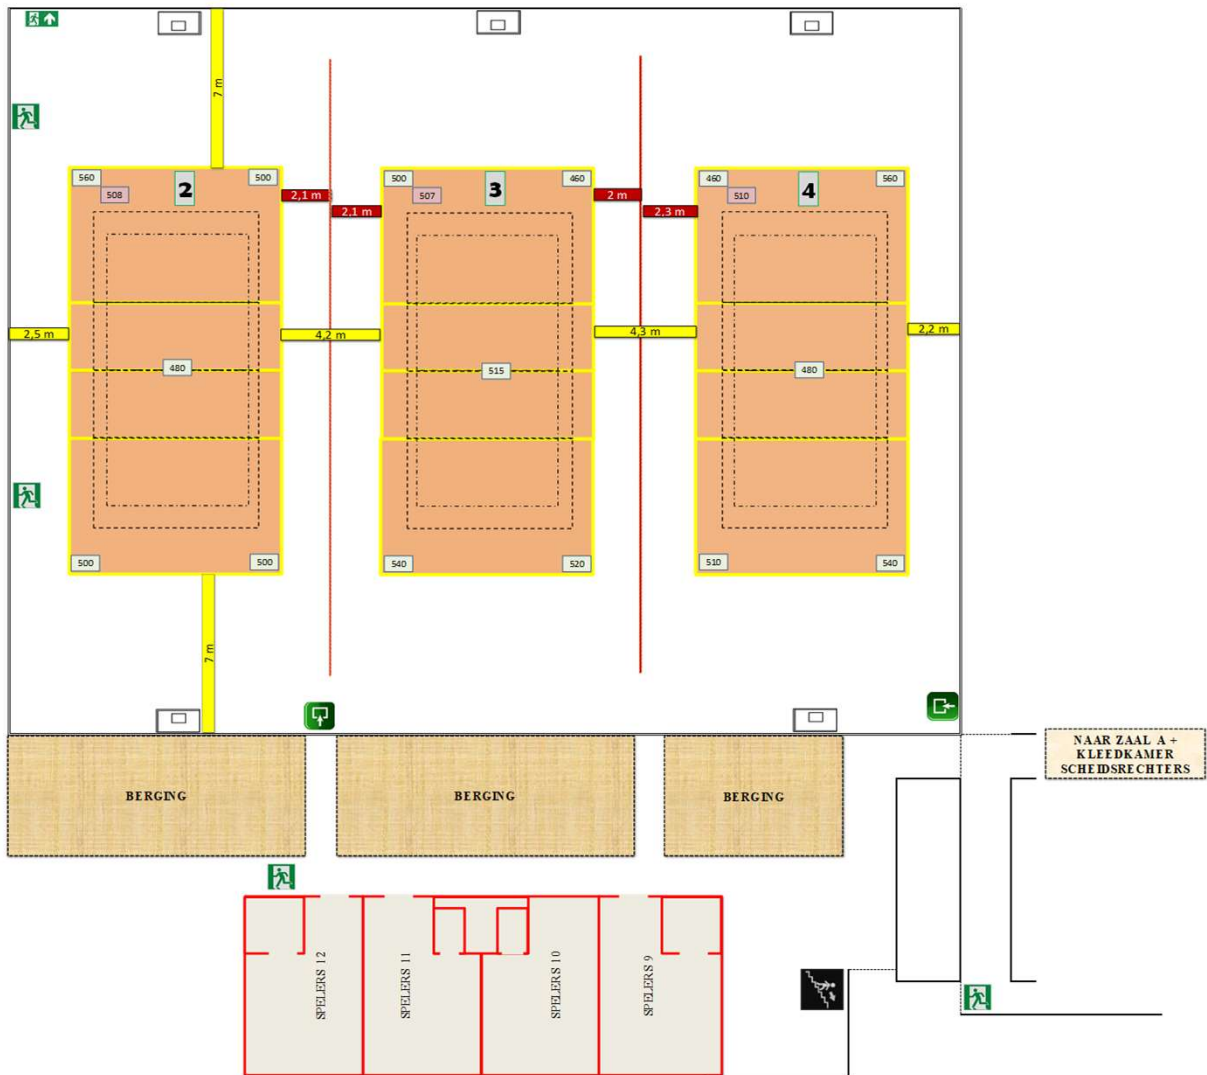 7 m
560
500
508
2
2,1 m
2,1 m
500
460
507
3
2 m
2,3 m
460
560
510
4
2,5 m
4,2 m
4,3 m
2,2 m
480
515
480
500
500
540
520
510
540
7 m
BERGING
BERGING
BERGING
NAAR ZAAL A +
KLEEDKAMER
SCHEIDSRECHTERS
SPELERS 12
SPELERS 11
SPELERS 10
SPELERS 9